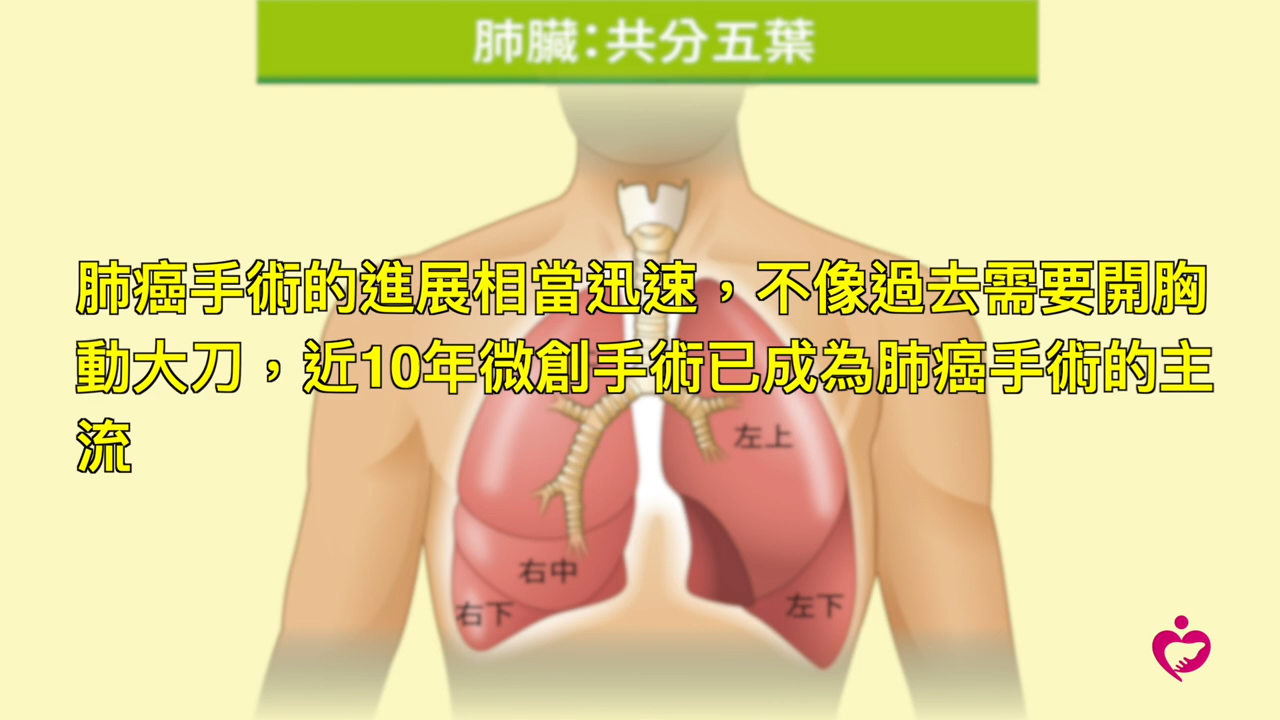 肺臟：共分五葉
肺癌手術的進展相當迅速，不像過去需要開胸
動大刀，近10年微創手術已成為肺癌手術的主
流
左上
右中
右下
左下